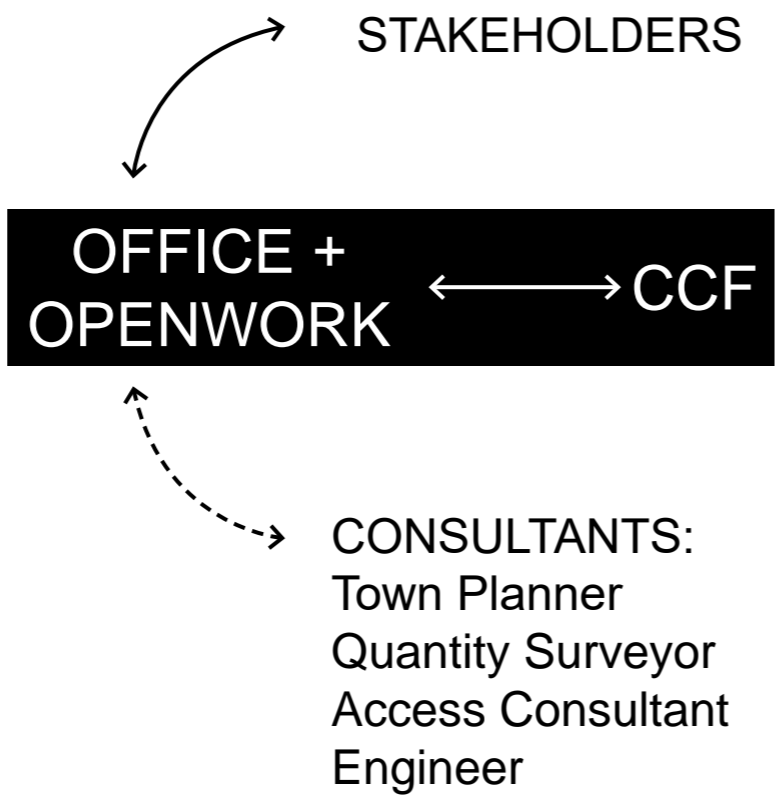 STAKEHOLDERS
OFFICE +
OPENWORK
CCF
CONSULTANTS:
Town Planner
Quantity Surveyor
Access Consultant
Engineer